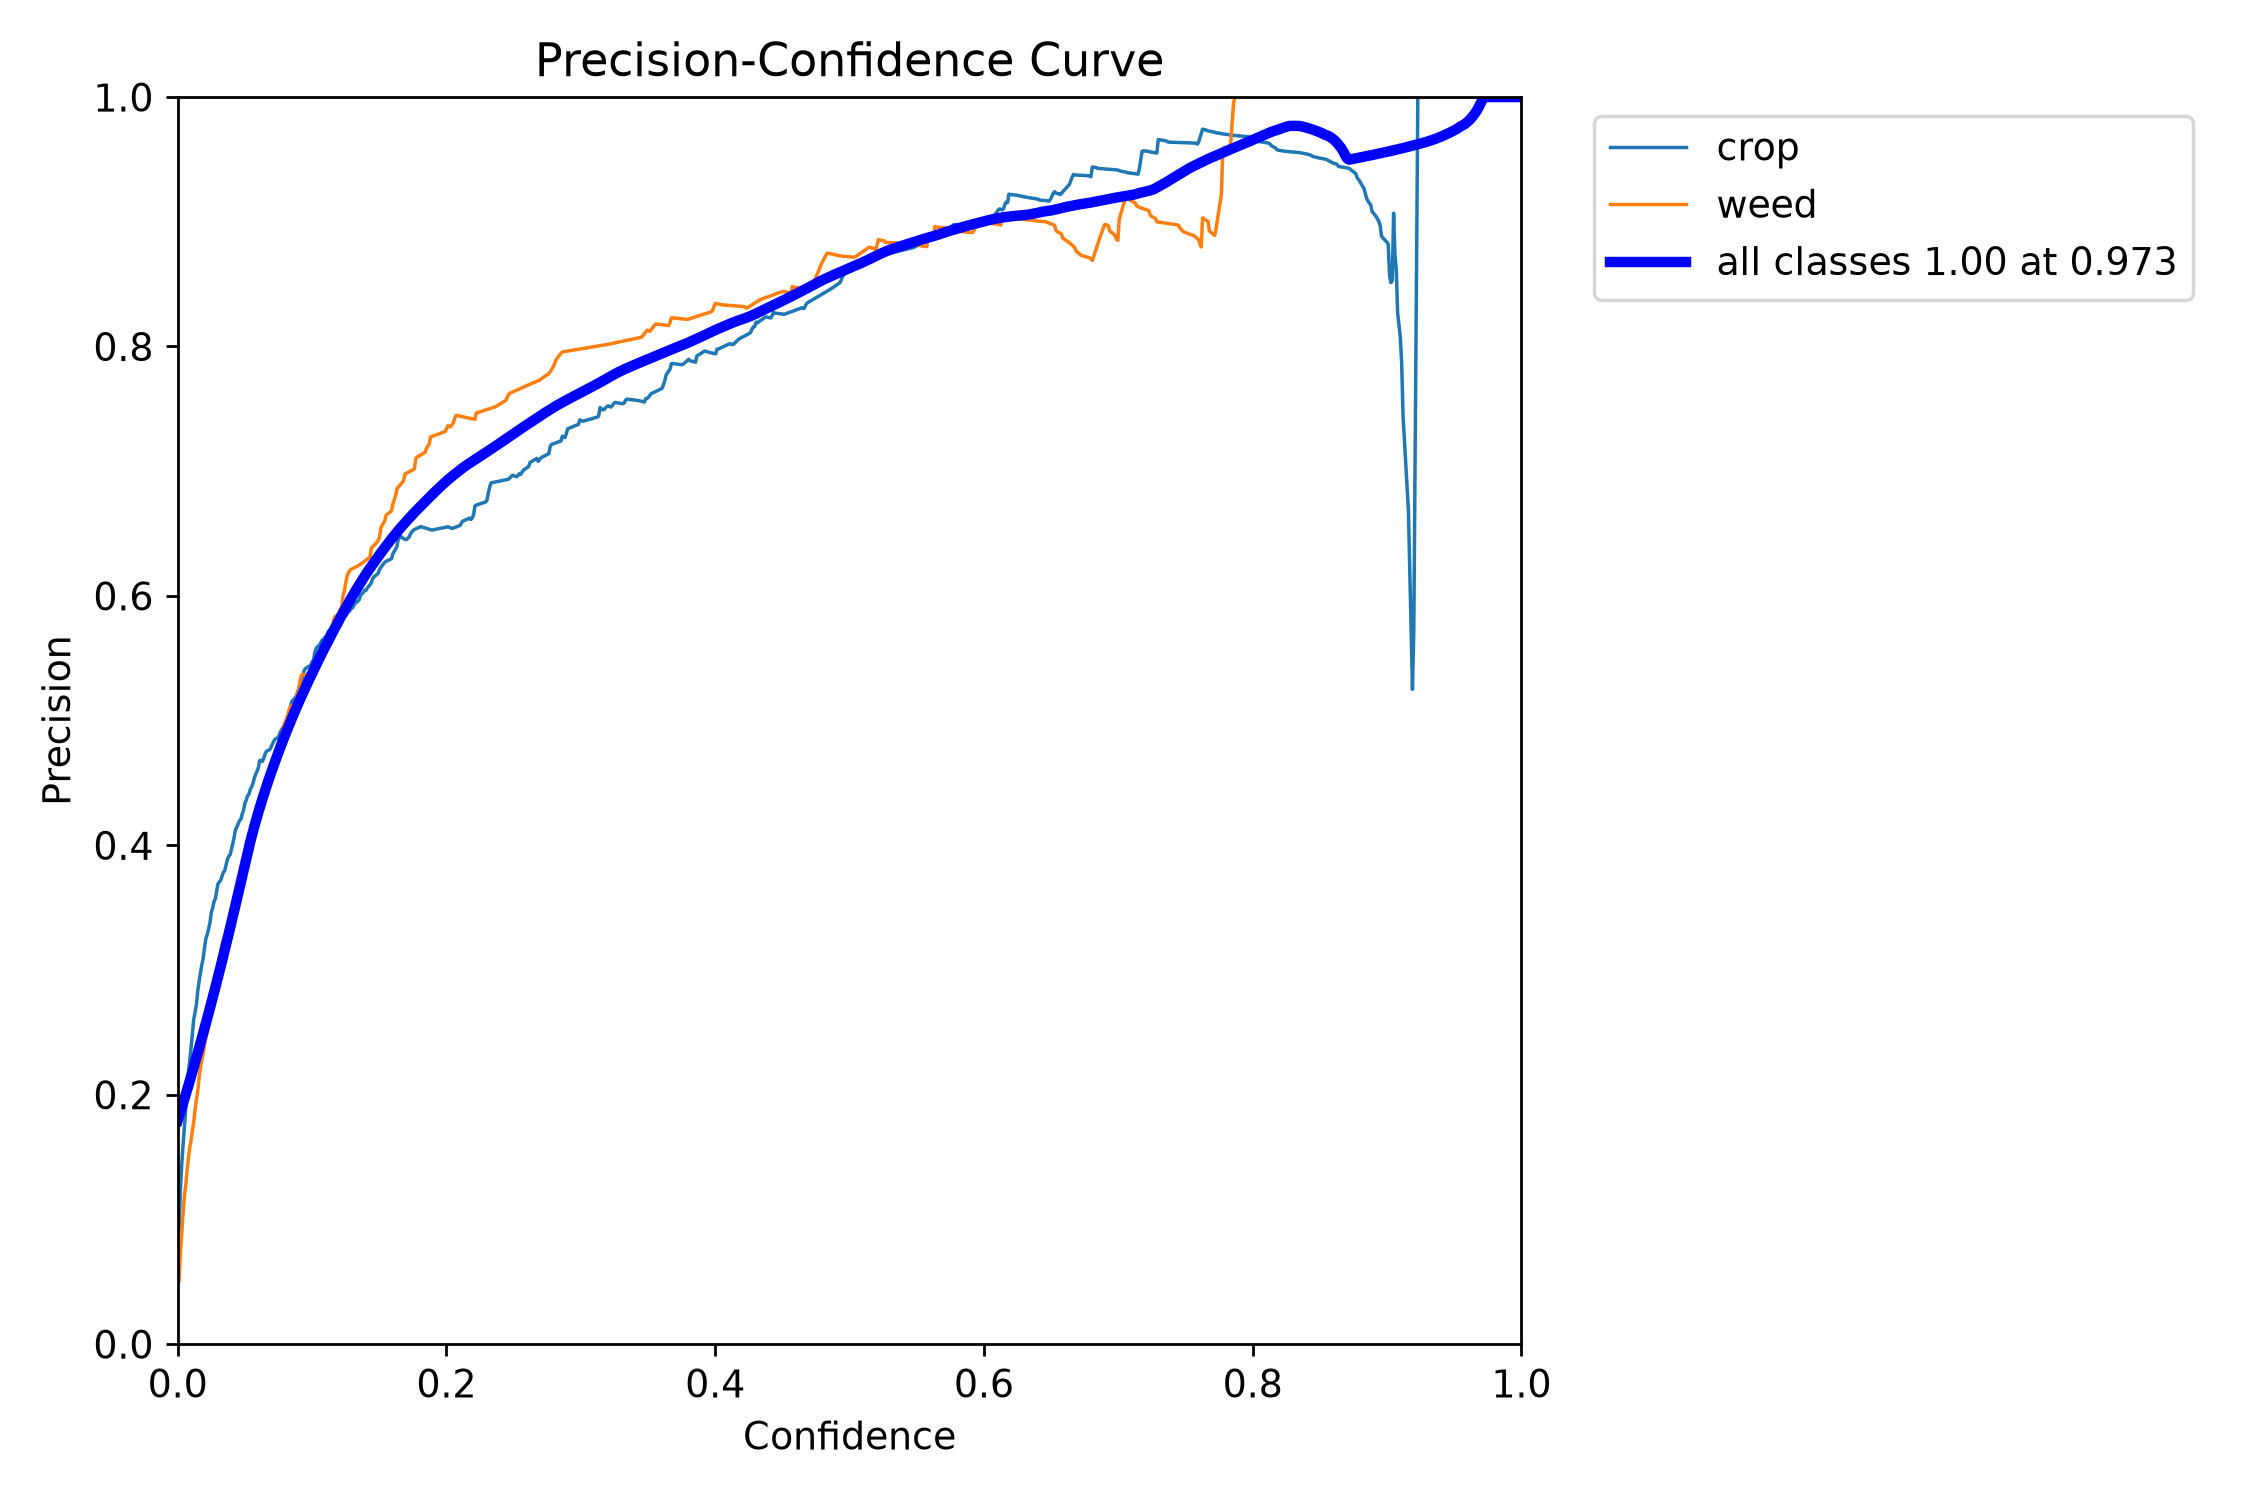 Precision-Confidence Curve
1.0
0.8
0.6
0.4
0.2
0.0
Precision
0.0 0.2 0.4 0.6 0.8 1.0
Confidence
crop
weed
all classes 1.00 at 0.973